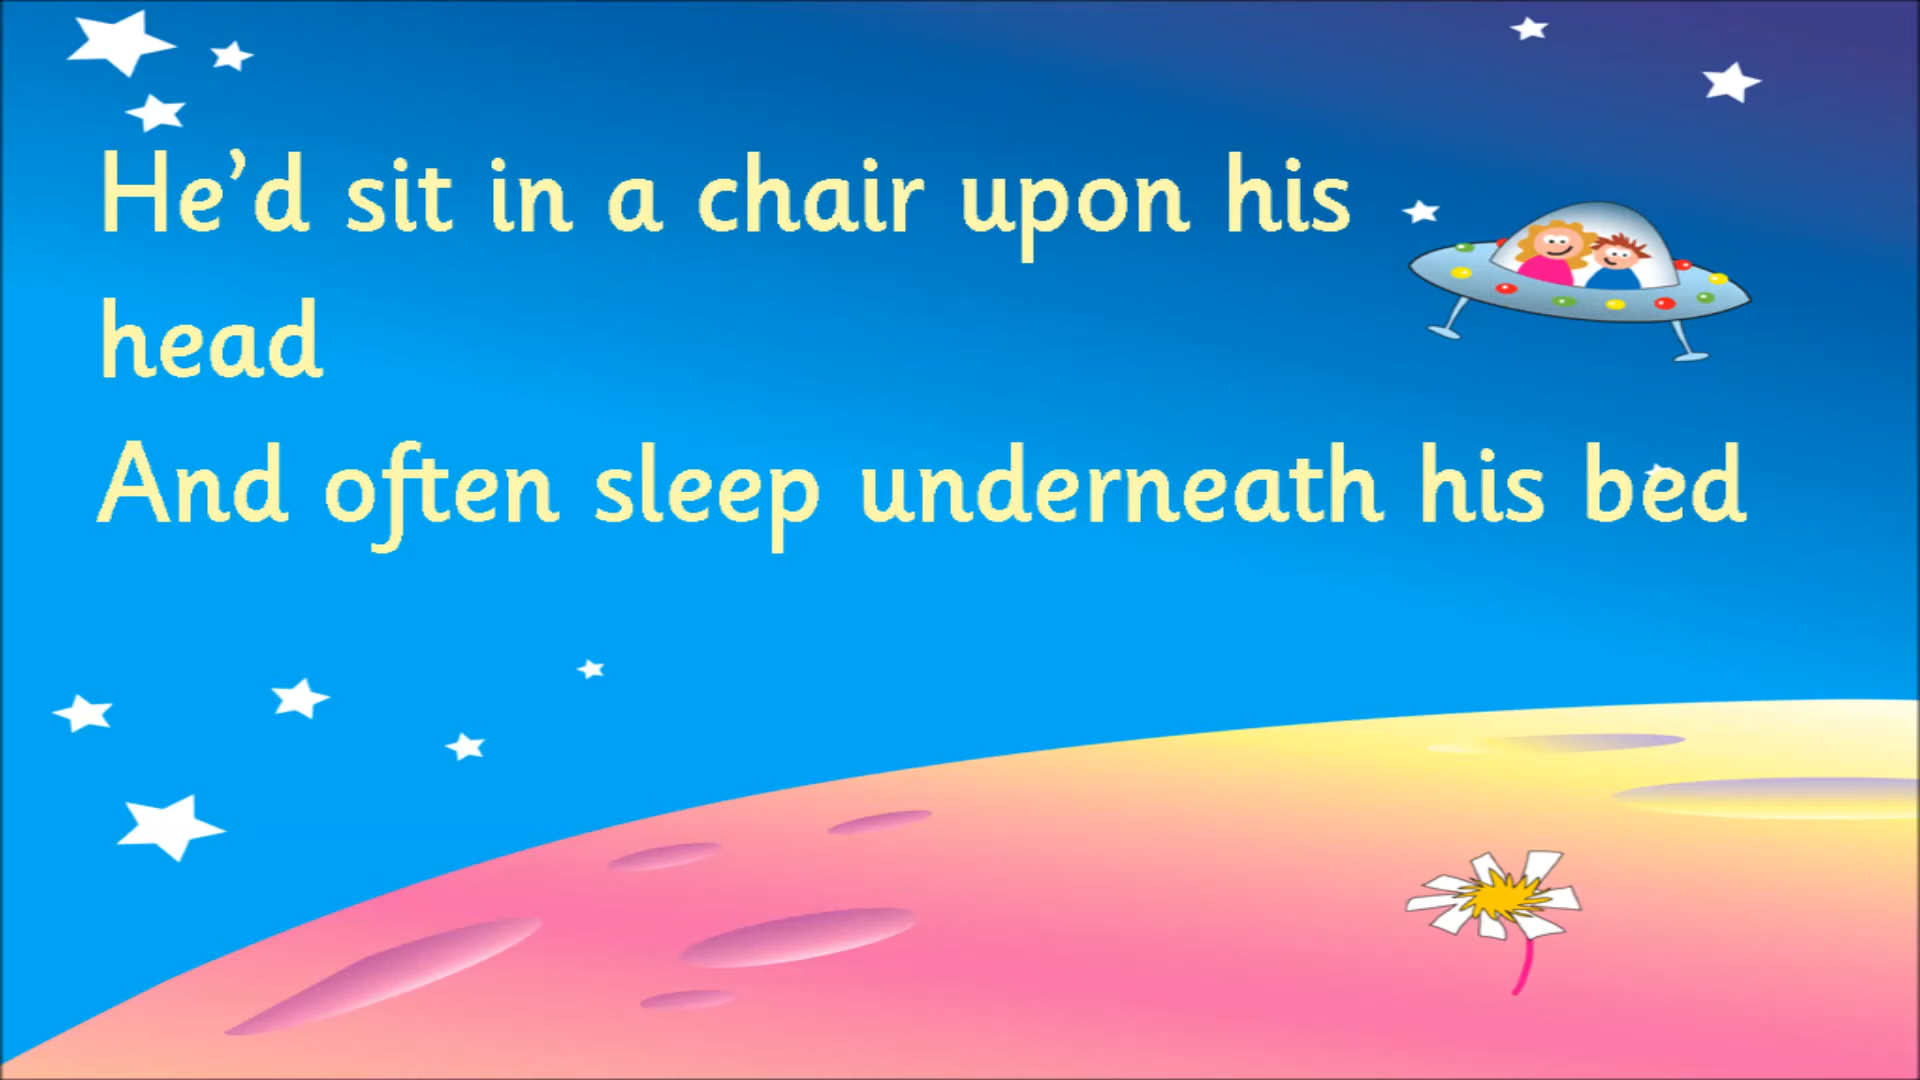 He’d sit in a chair upon his
head
And often sleep underneath his bed